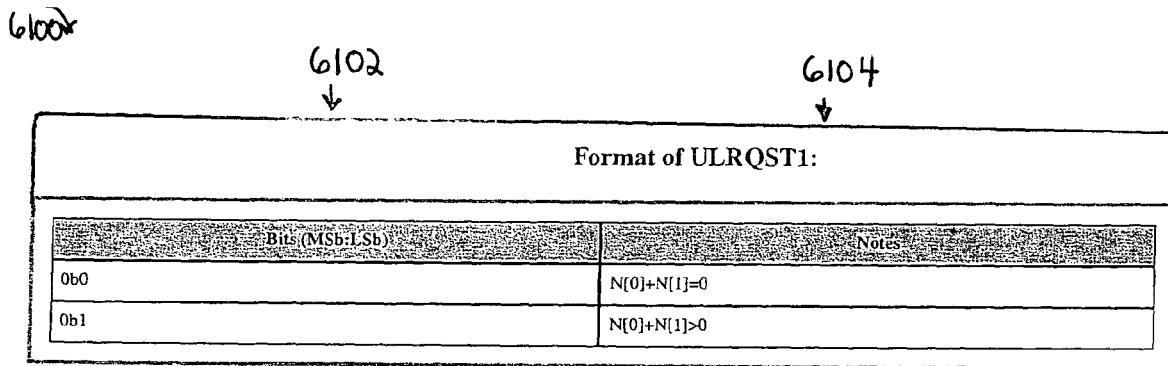 6100
6102 6104
Format of ULRQST1:
Bits (MSb:LSb) Notes
0b0 N[0]+N[1]=0
0b1 N[0]+N[1]>0